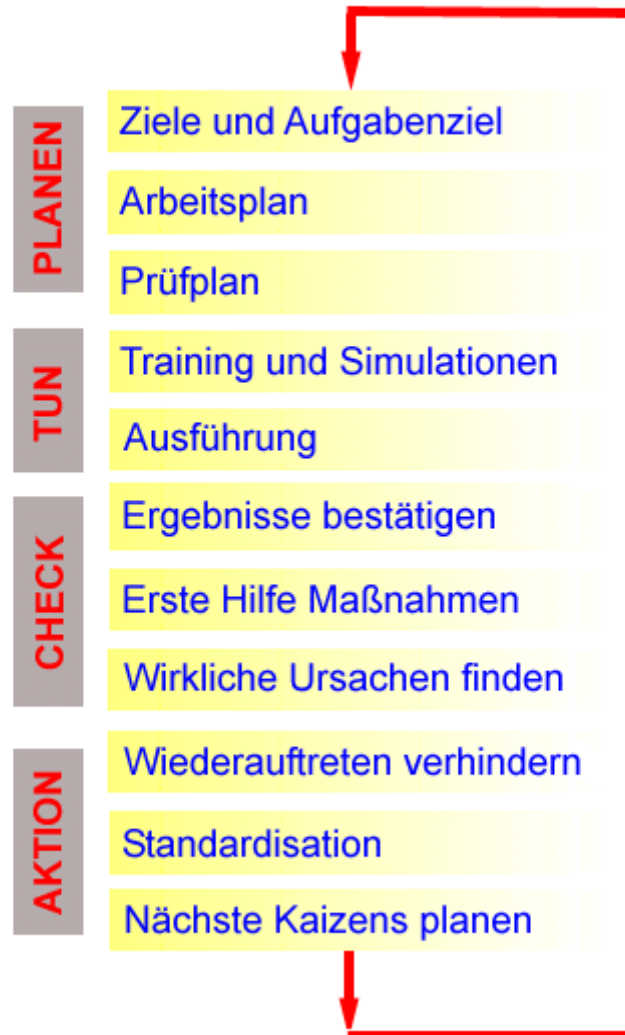 PLANEN
Ziele und Aufgabenziel
Arbeitsplan
Prüfplan
TUN
Training und Simulationen
Ausführung
CHECK
Ergebnisse bestätigen
Erste Hilfe Maßnahmen
Wirkliche Ursachen finden
AKTION
Wiederauftreten verhindern
Standardisation
Nächste Kaizens planen